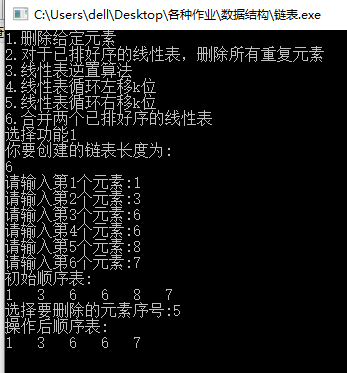 C:\Users\dell\Desktop\各种作业\数据结构\链表.exe
1.删除给定元素
2.对于已排好序的线性表，删除所有重复元素
3.线性表逆置算法
4.线性表循环左移k位
5.线性表循环右移k位
6.合并两个已排好序的线性表
选择功能1
你要创建的链表长度为:
6
请输入第1个元素:1
请输入第2个元素:3
请输入第3个元素:6
请输入第4个元素:6
请输入第5个元素:8
请输入第6个元素:7
初始顺序表:
1 3 6 6 8 7
选择要删除的元素序号:5
操作后顺序表:
1 3 6 6 7